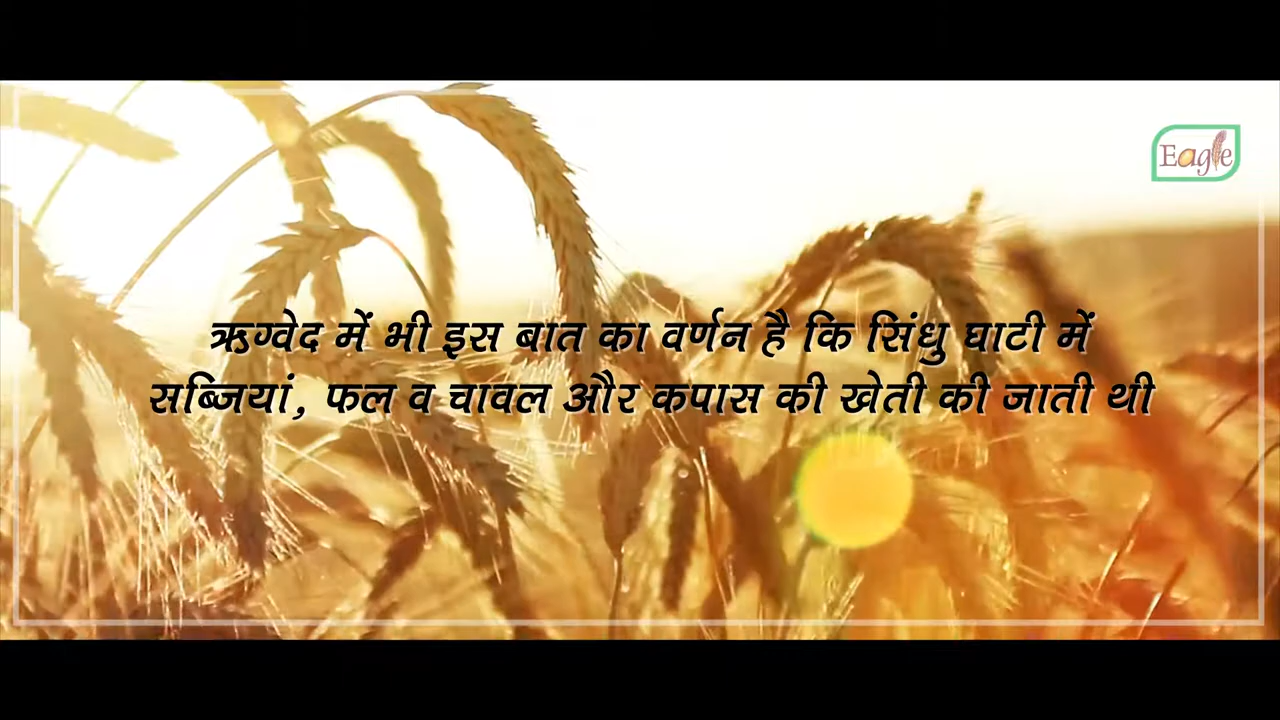 Eagle
ऋग्वेद में भी इस बात का वर्णन है कि सिंधु घाटी में
सब्जियां, फल व चावल और कपास की खेती की जाती थी